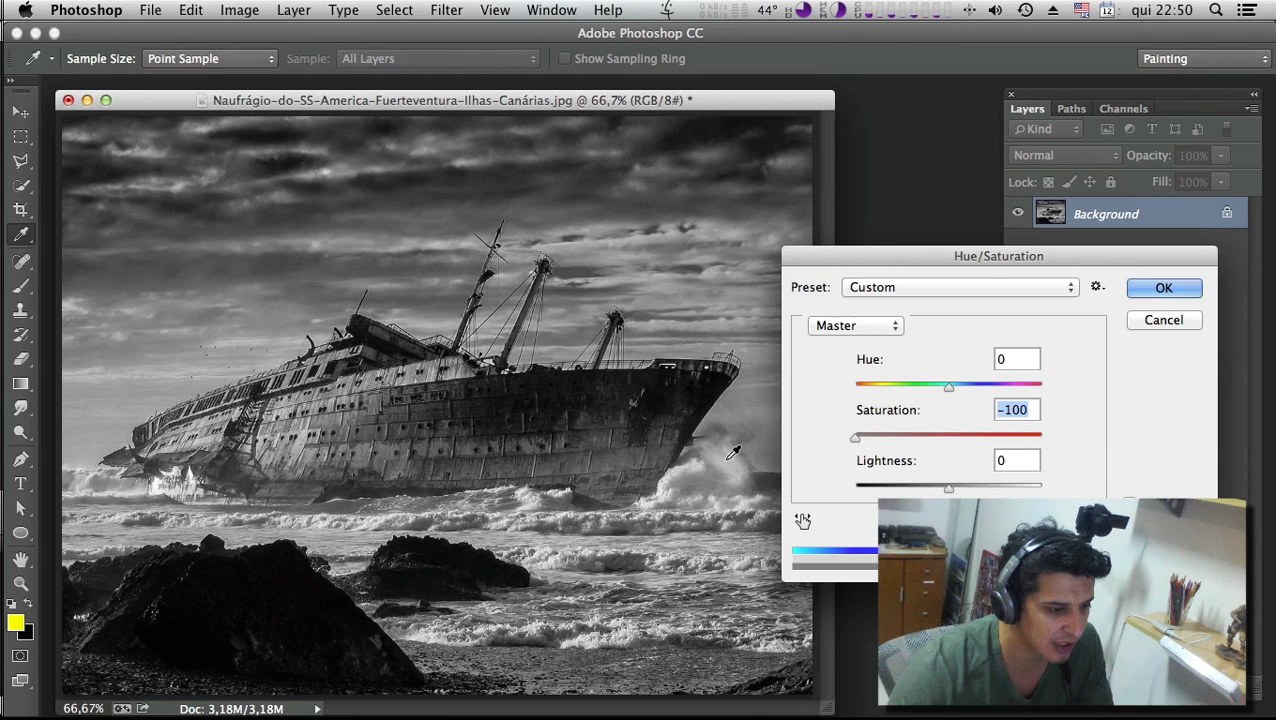 Photoshop File Edit Image Layer Type Select Filter View Window Help 44° qui 22:50
Adobe Photoshop CC
Sample Size: Point Sample Sample: All Layers Show Sampling Ring Painting
Naufrágio-do-SS-America-Fuerteventura-Ilhas-Canárias.jpg @ 66,7% (RGB/8#) *
Layers Paths Channels
Kind
Normal Opacity: 100%
Lock: Fill: 100%
Background
Hue/Saturation
Preset: Custom OK
Master Cancel
Hue: 0
Saturation: -100
Lightness: 0
66,67% Doc: 3,18M/3,18M